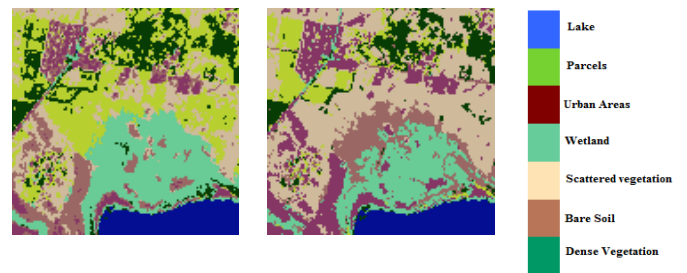 Lake
Parcels
Urban Areas
Wetland
Scattered vegetation
Bare Soil
Dense Vegetation